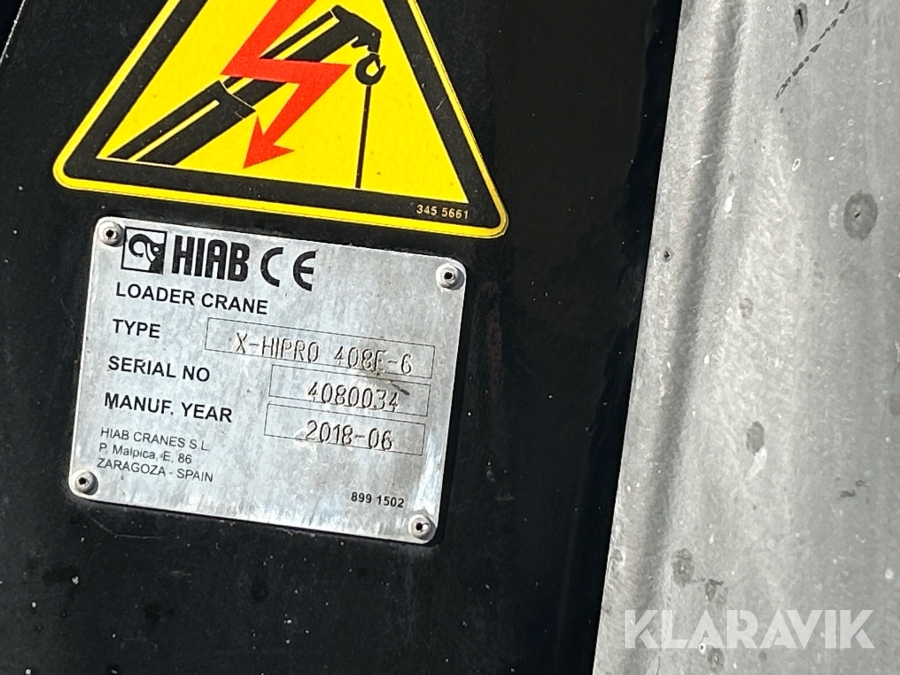 345 5661
HIAB CE
LOADER CRANE
TYPE X-HIPRO 408E-6
SERIAL NO 4080034
MANUF. YEAR 2018-06
HIAB CRANES S.L.
P. Malpica, E, 86
ZARAGOZA - SPAIN
899 1502
KLARAVIK